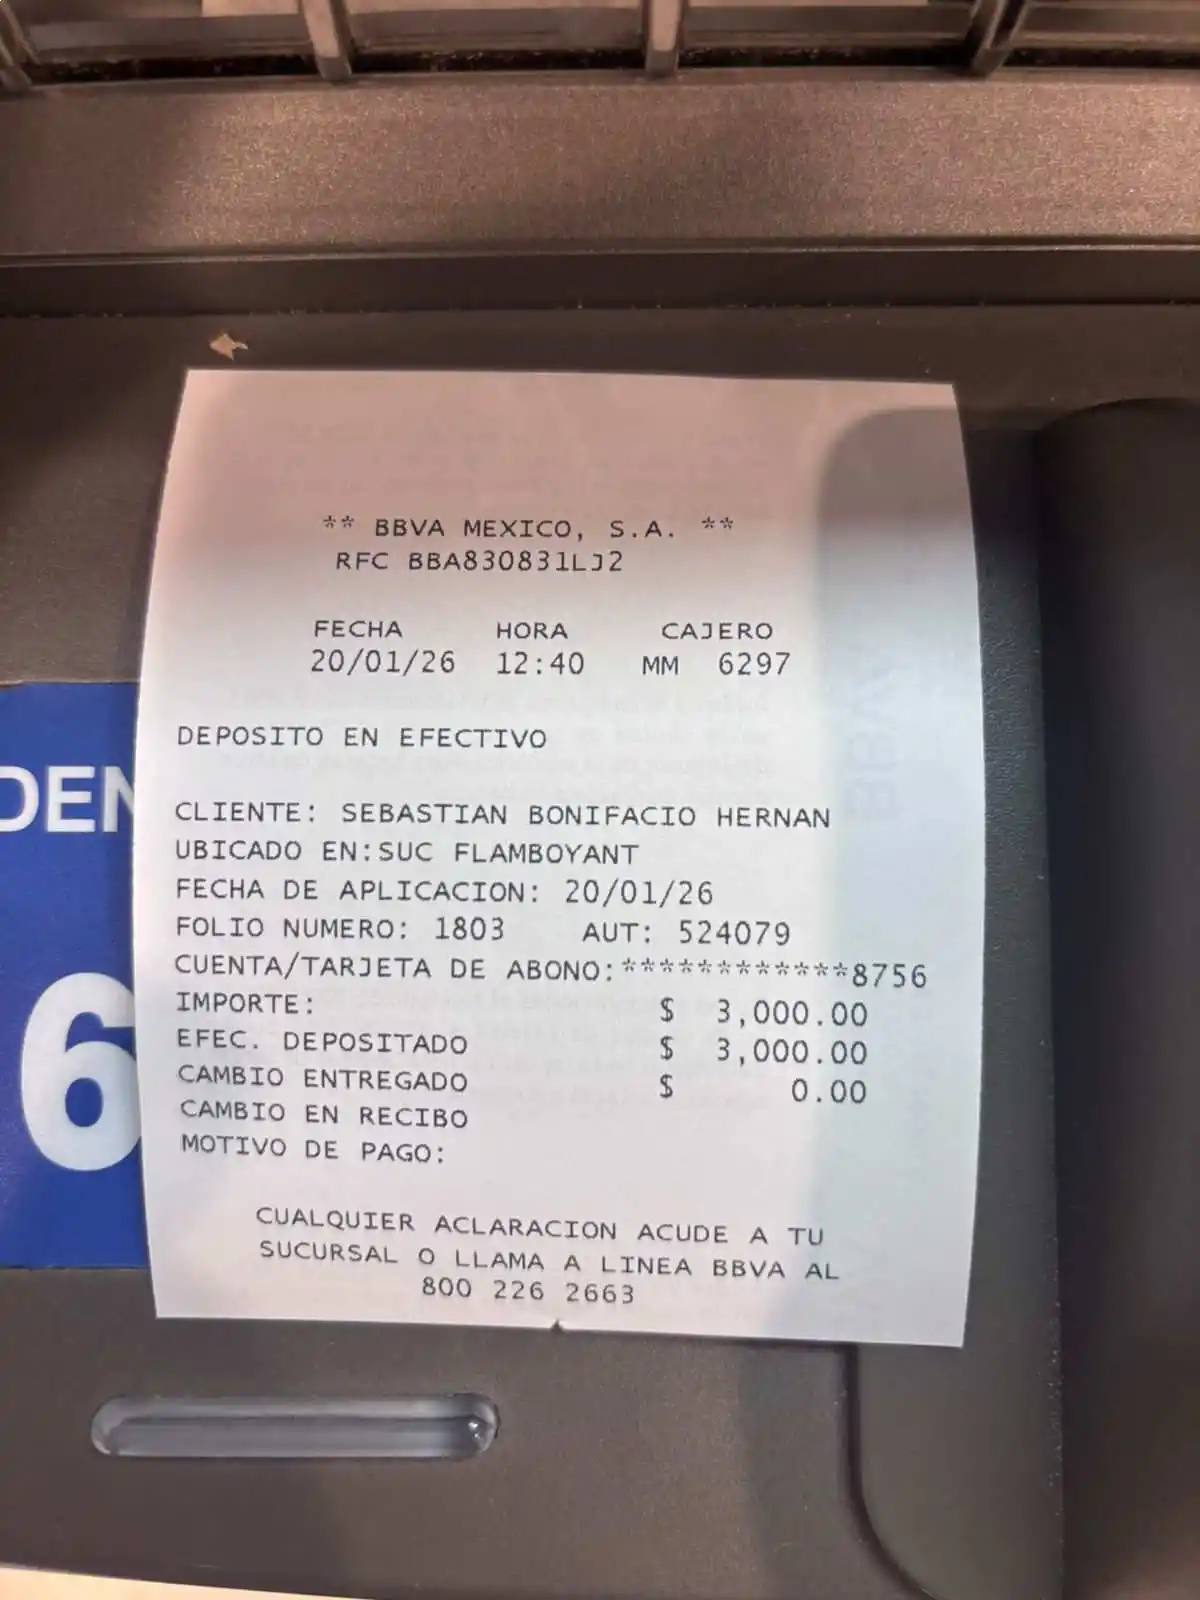 ** BBVA MEXICO, S.A. **
RFC BBA830831LJ2
FECHA HORA CAJERO
20/01/26 12:40 MM 6297
DEPOSITO EN EFECTIVO
CLIENTE: SEBASTIAN BONIFACIO HERNAN
UBICADO EN:SUC FLAMBOYANT
FECHA DE APLICACION: 20/01/26
FOLIO NUMERO: 1803 AUT: 524079
CUENTA/TARJETA DE ABONO:************8756
IMPORTE: $ 3,000.00
EFEC. DEPOSITADO $ 3,000.00
CAMBIO ENTREGADO $ 0.00
CAMBIO EN RECIBO
MOTIVO DE PAGO:
CUALQUIER ACLARACION ACUDE A TU
SUCURSAL O LLAMA A LINEA BBVA AL
800 226 2663
DEN
6